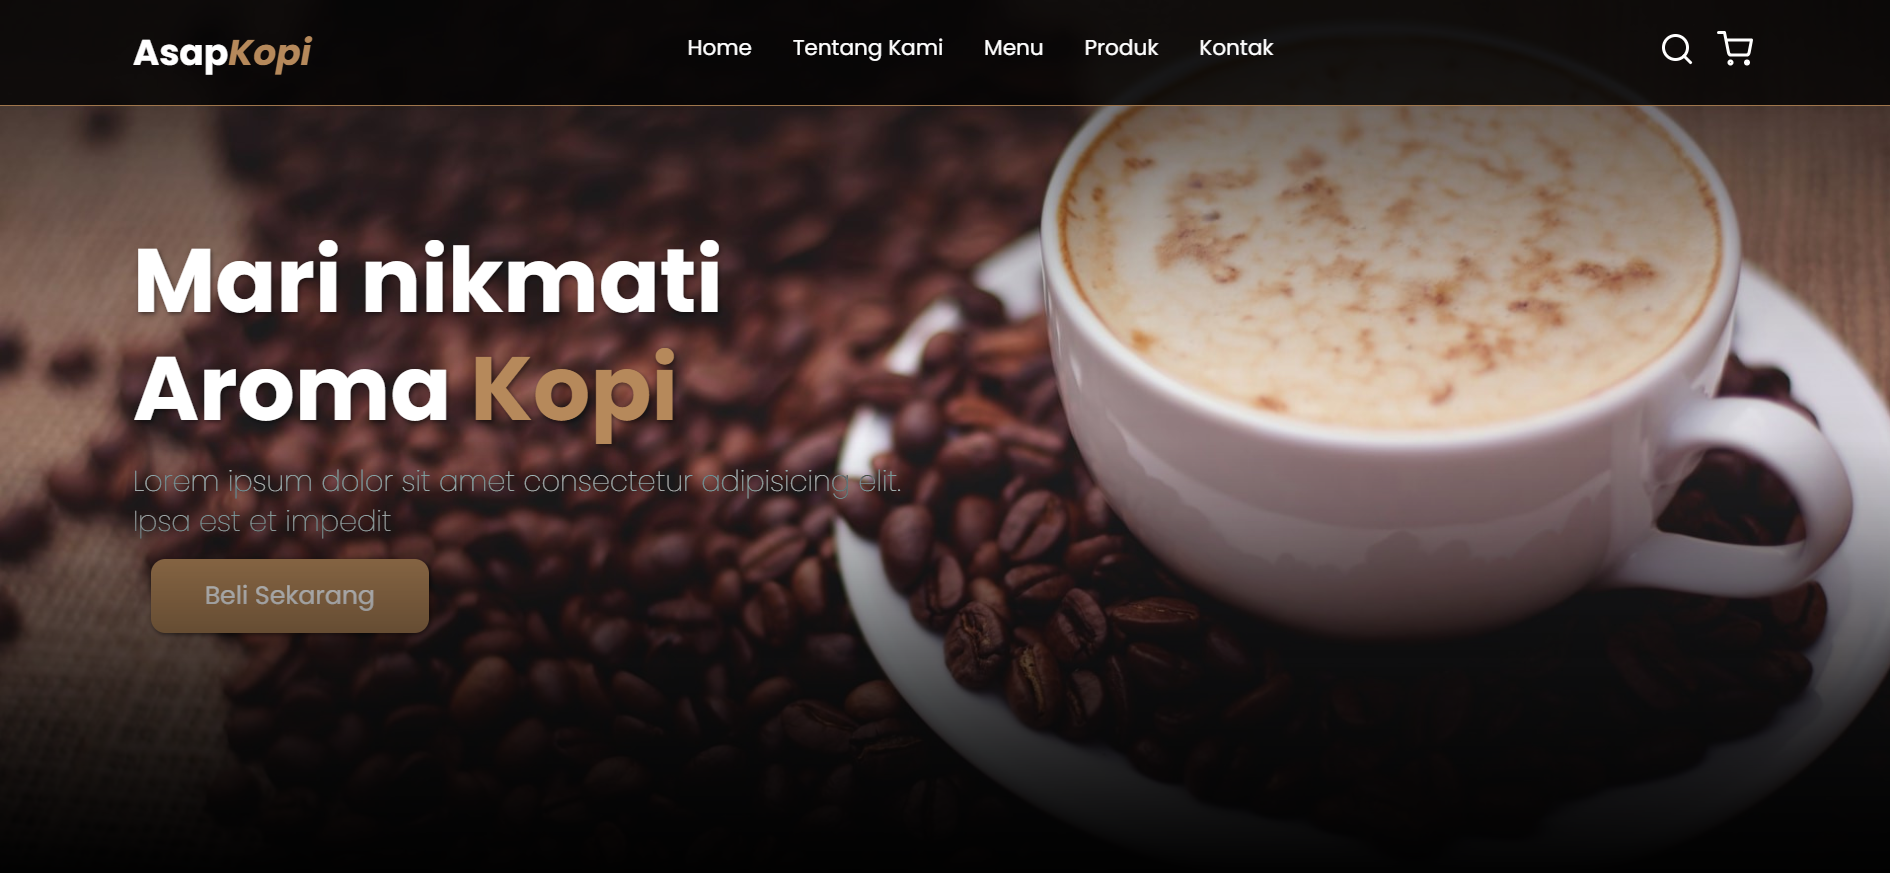 AsapKopi
Home Tentang Kami Menu Produk Kontak
Mari nikmati
Aroma Kopi
Lorem ipsum dolor sit amet consectetur adipisicing elit.
Ipsa est et impedit
Beli Sekarang